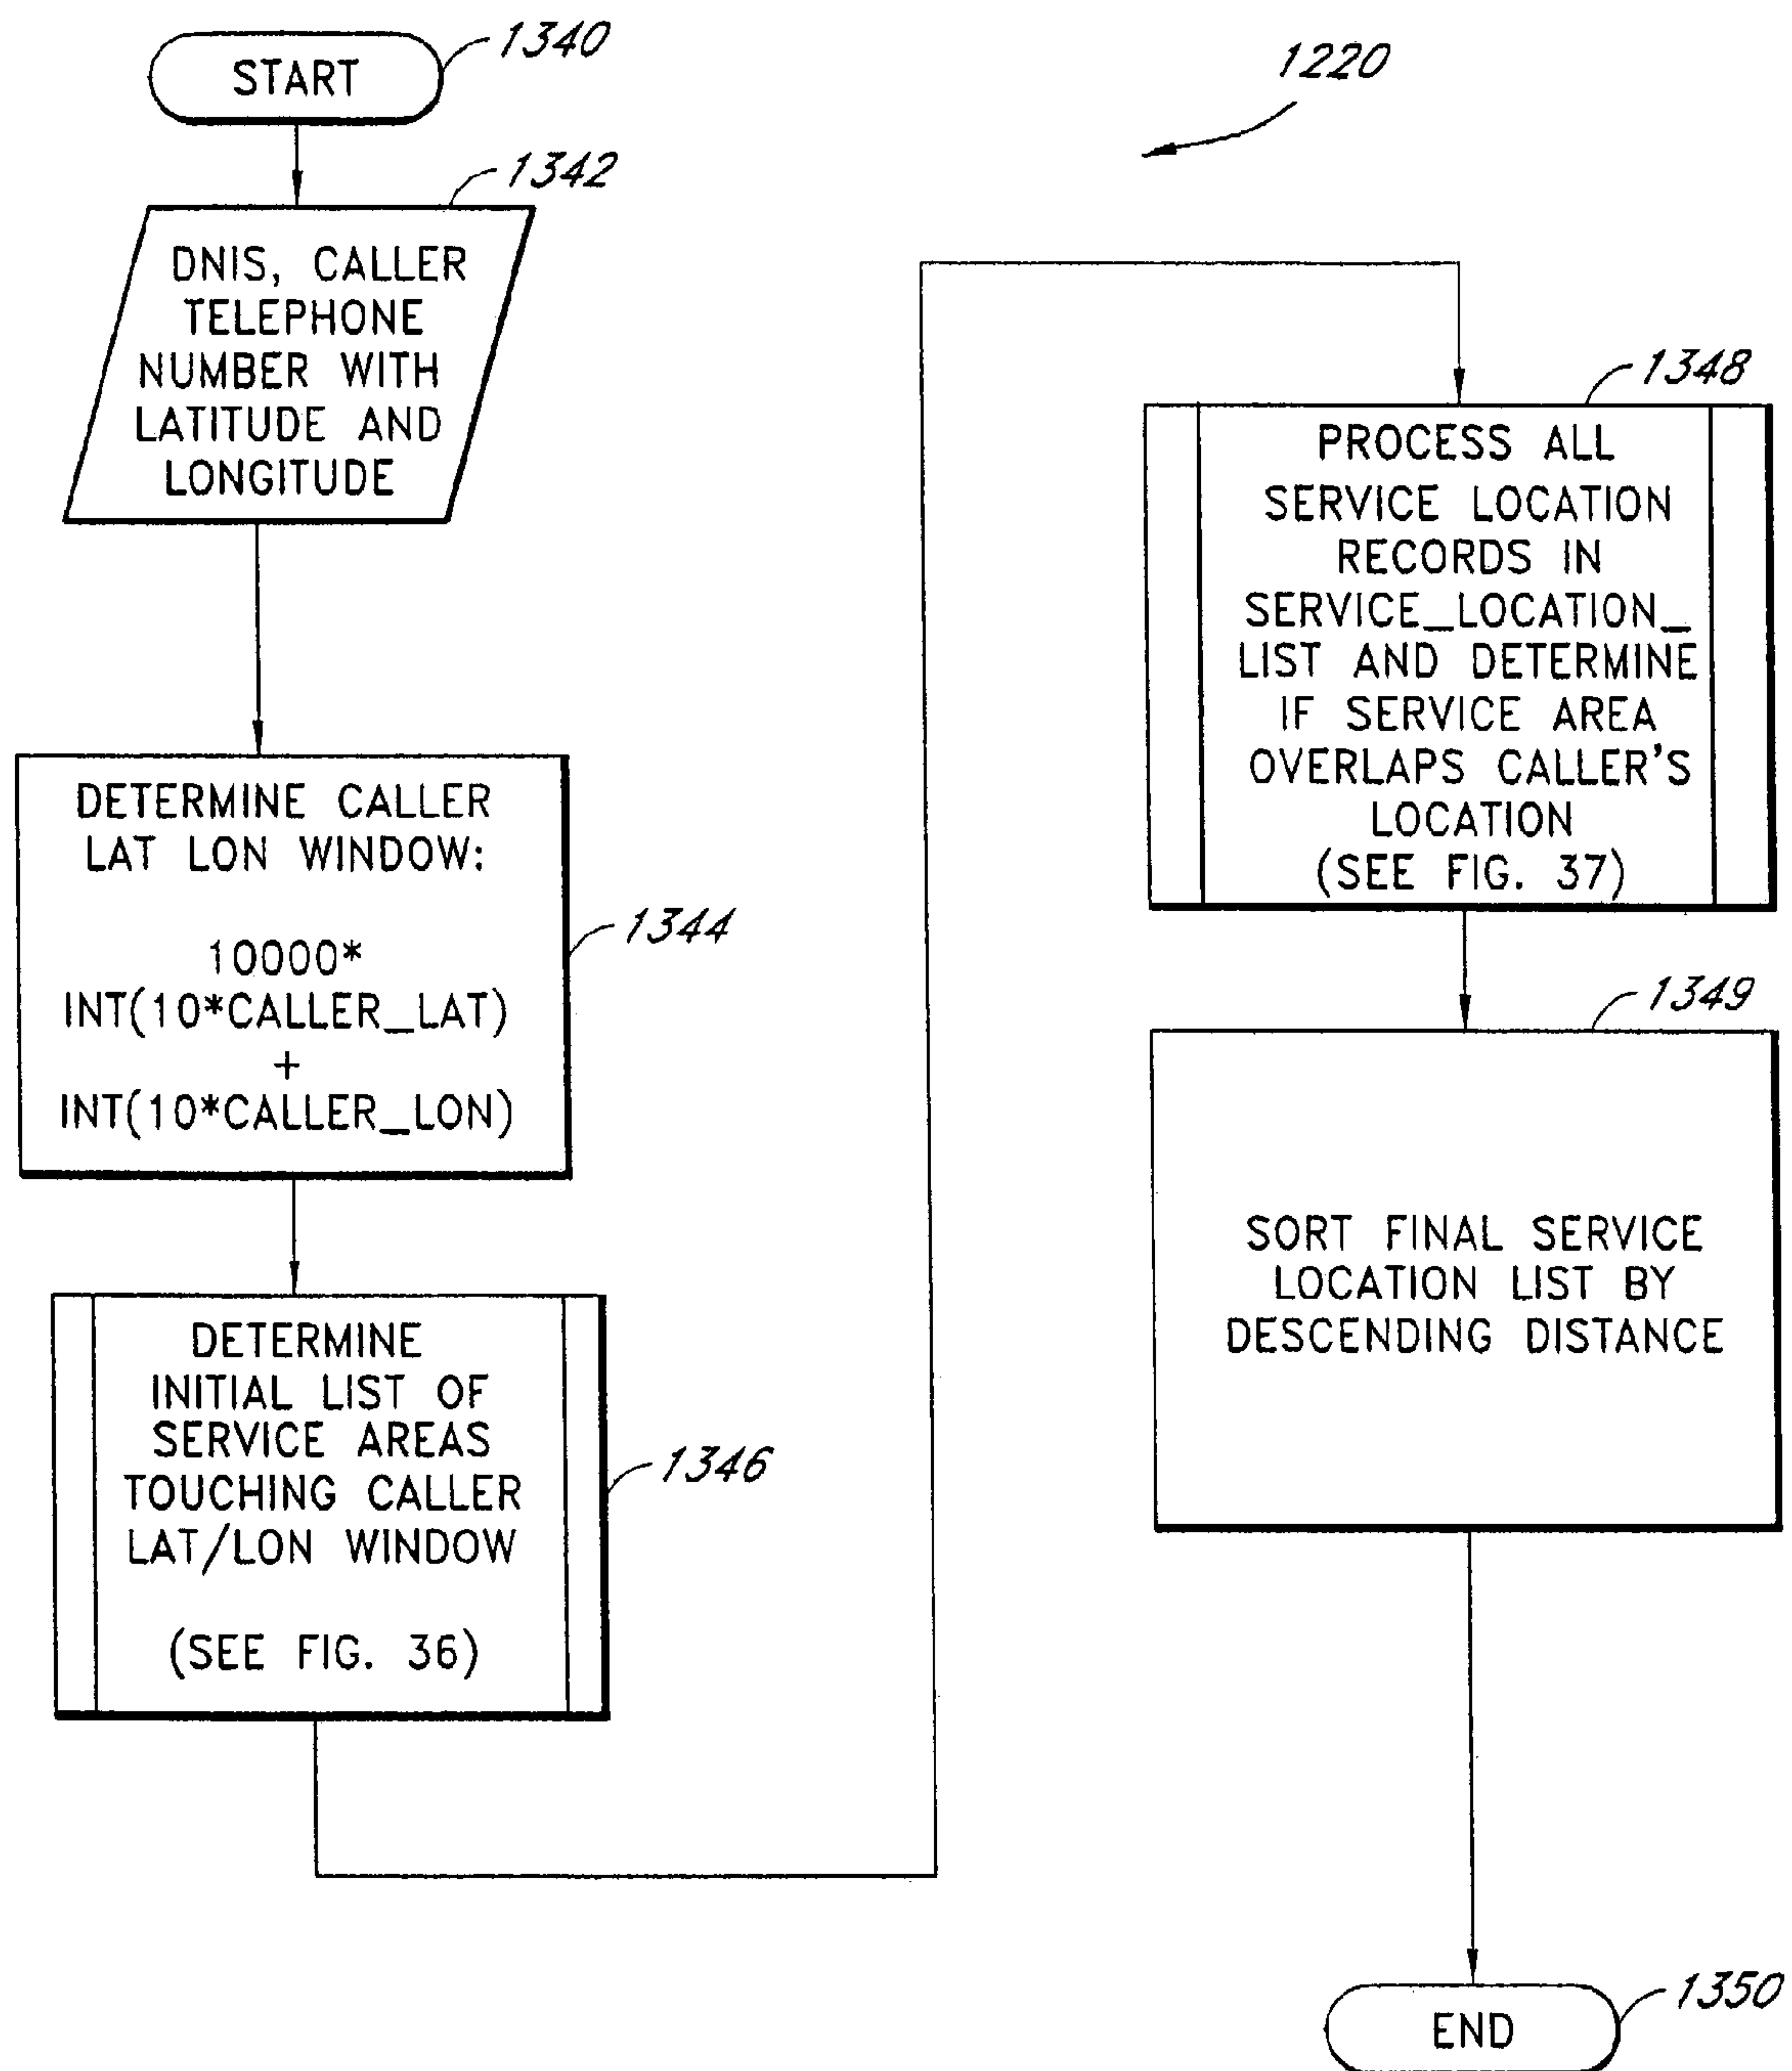 START
1340
1220
1342
DNIS, CALLER
TELEPHONE
NUMBER WITH
LATITUDE AND
LONGITUDE
DETERMINE CALLER
LAT LON WINDOW:
10000*
INT(10*CALLER_LAT)
+
INT(10*CALLER_LON)
1344
DETERMINE
INITIAL LIST OF
SERVICE AREAS
TOUCHING CALLER
LAT/LON WINDOW
(SEE FIG. 36)
1346
1348
PROCESS ALL
SERVICE LOCATION
RECORDS IN
SERVICE_LOCATION_
LIST AND DETERMINE
IF SERVICE AREA
OVERLAPS CALLER'S
LOCATION
(SEE FIG. 37)
1349
SORT FINAL SERVICE
LOCATION LIST BY
DESCENDING DISTANCE
END
1350